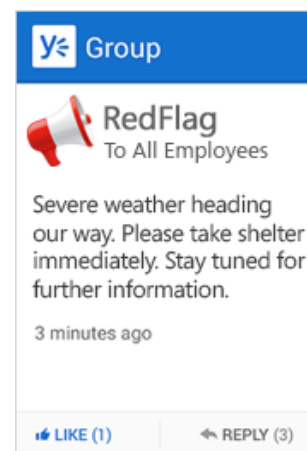 Group
RedFlag
To All Employees
Severe weather heading
our way. Please take shelter
immediately. Stay tuned for
further information.
3 minutes ago
LIKE (1) REPLY (3)